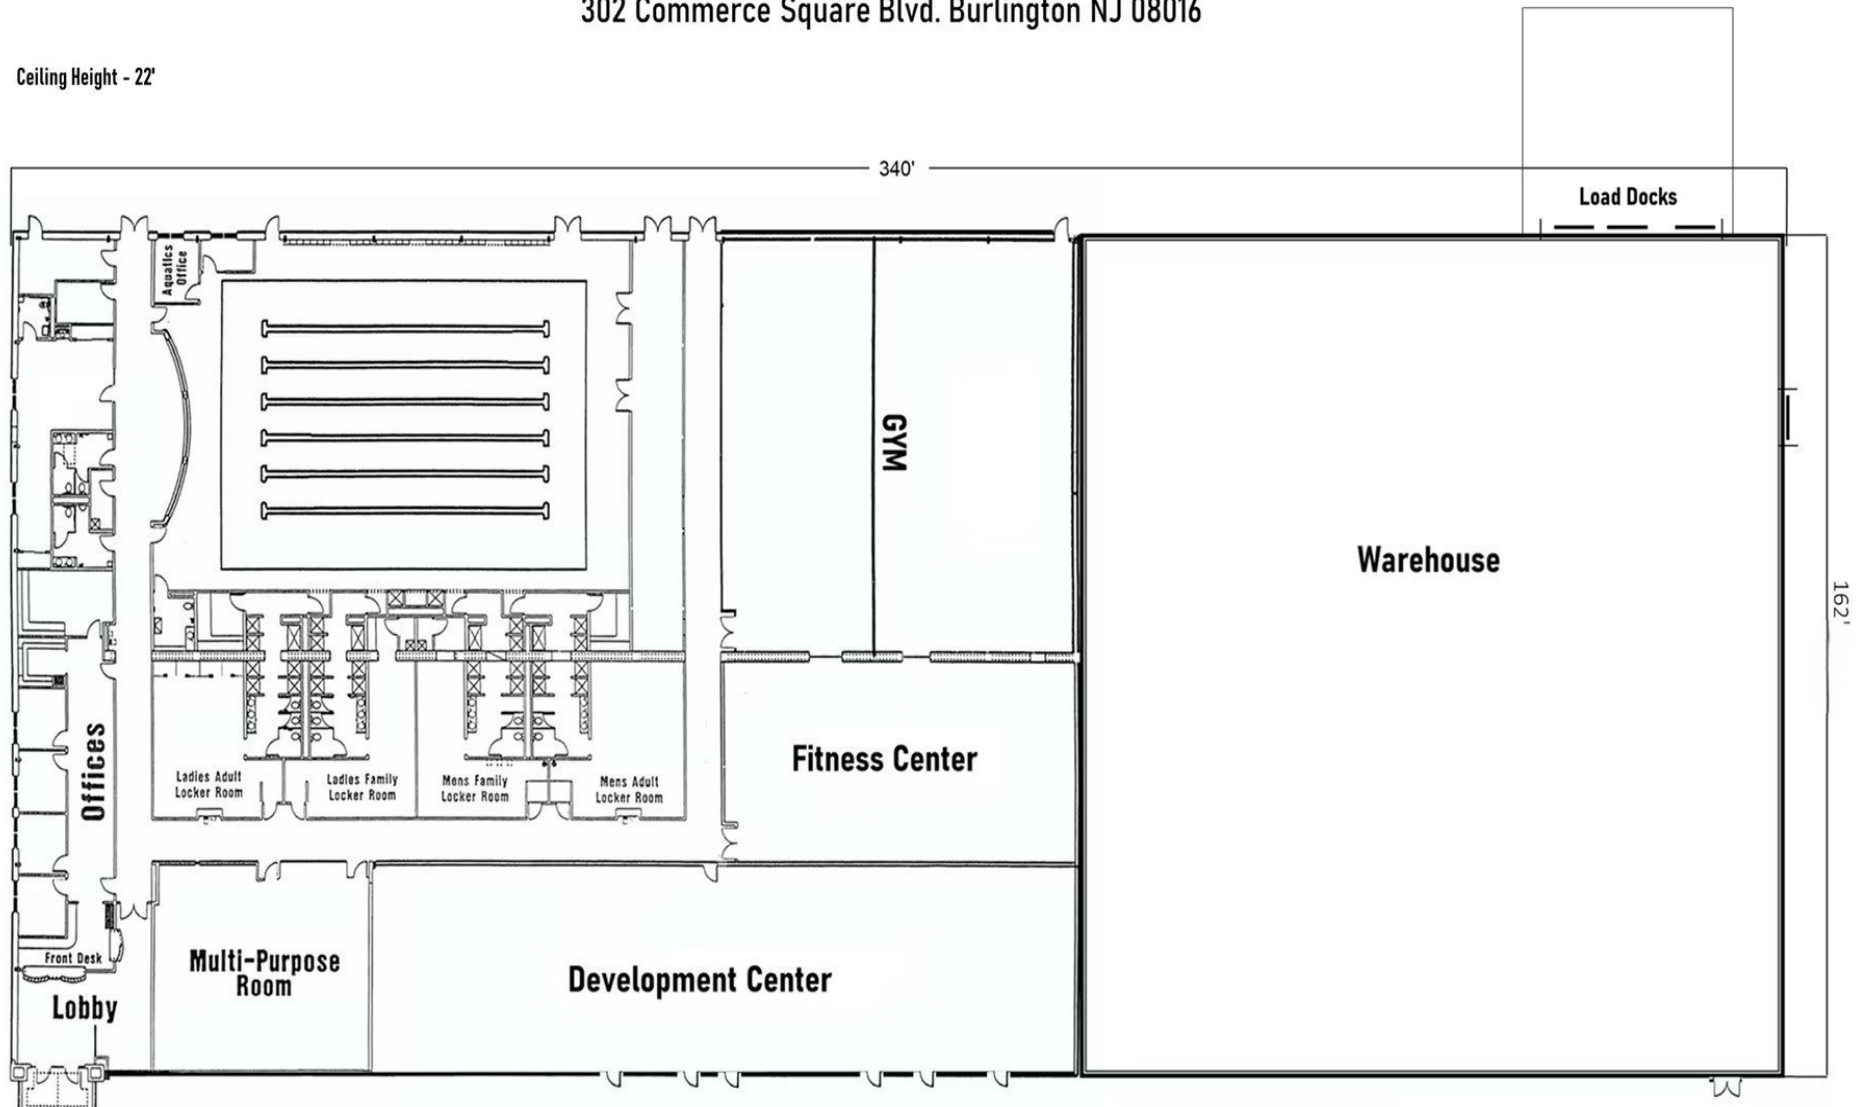 302 Commerce Square Blvd. Burlington NJ 08016
Ceiling Height - 22'
340'
Load Docks
Aquatics
Office
GYM
Warehouse
162'
Offices
Fitness Center
Ladies Adult
Locker Room
Ladies Family
Locker Room
Mens Family
Locker Room
Mens Adult
Locker Room
Front Desk
Lobby
Multi-Purpose
Room
Development Center